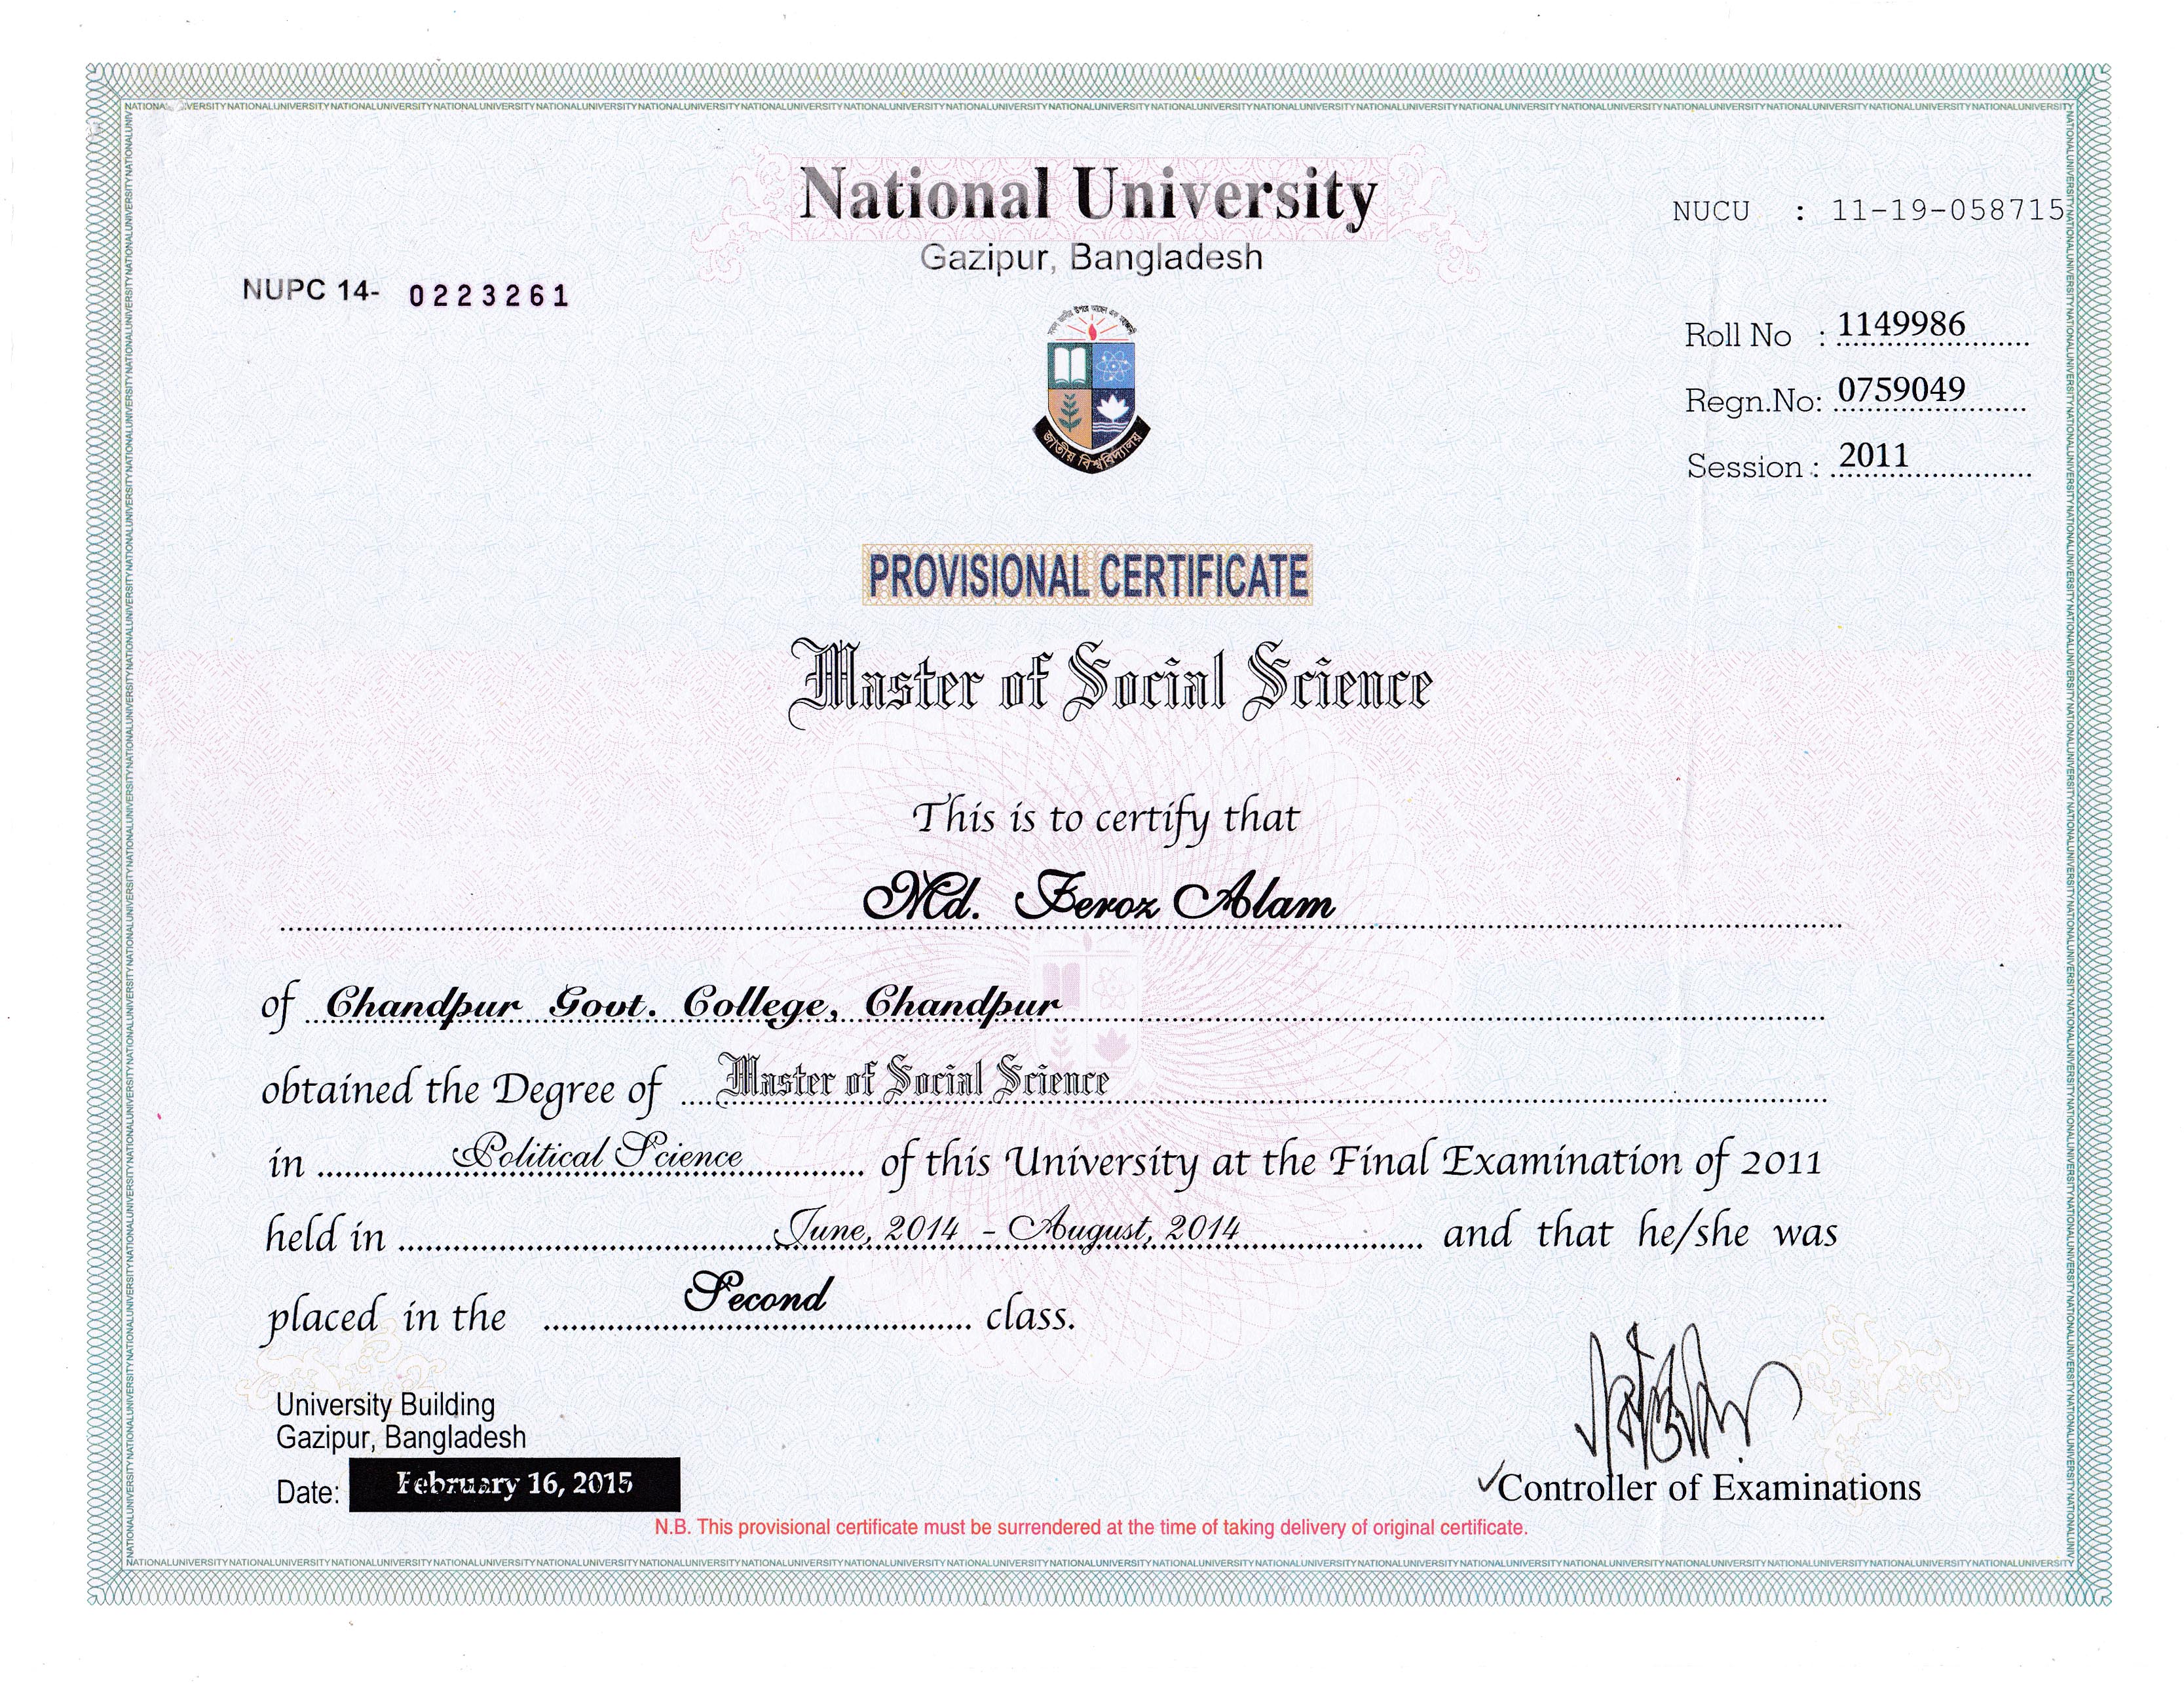 National University
Gazipur, Bangladesh
NUCU : 11-19-058715
NUPC 14- 0223261
Roll No : 1149986
Regn.No: 0759049
Session : 2011
জাতীয় বিশ্ববিদ্যালয়
PROVISIONAL CERTIFICATE
Master of Social Science
This is to certify that
Md. Feroz Alam
of Chandpur Govt. College, Chandpur
obtained the Degree of Master of Social Science
in Political Science of this University at the Final Examination of 2011
held in June, 2014 - August, 2014 and that he/she was
placed in the Second class.
University Building
Gazipur, Bangladesh
Date: February 16, 2015
Controller of Examinations
N.B. This provisional certificate must be surrendered at the time of taking delivery of original certificate.